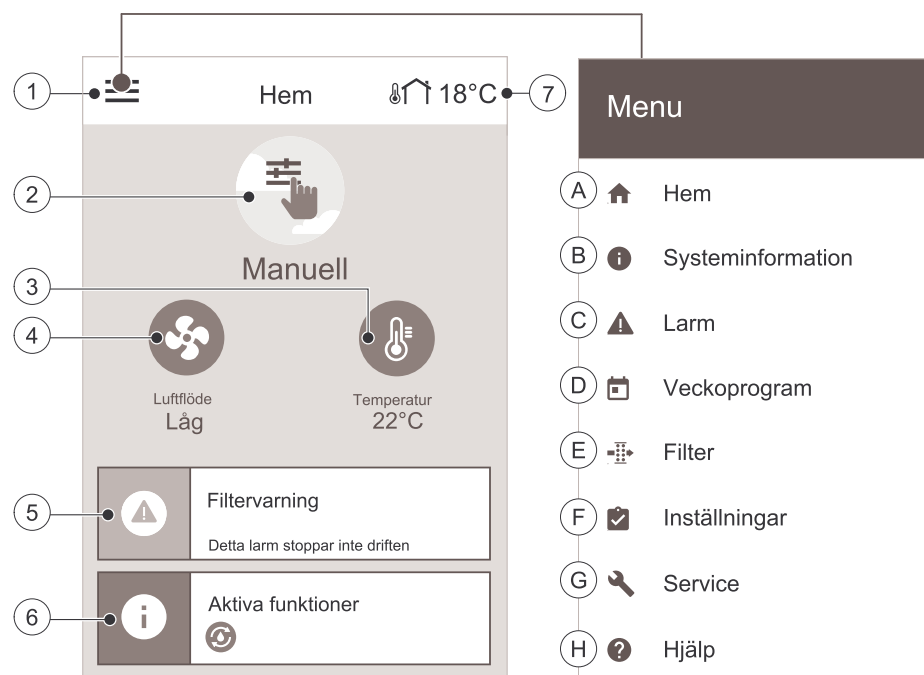 1
Hem
18°C
7
2
Manuell
3
4
Luftflöde
Låg
Temperatur
22°C
5
Filtervarning
Detta larm stoppar inte driften
6
i
Aktiva funktioner
Menu
A
Hem
B
i
Systeminformation
C
Larm
D
Veckoprogram
E
Filter
F
Inställningar
G
Service
H
?
Hjälp